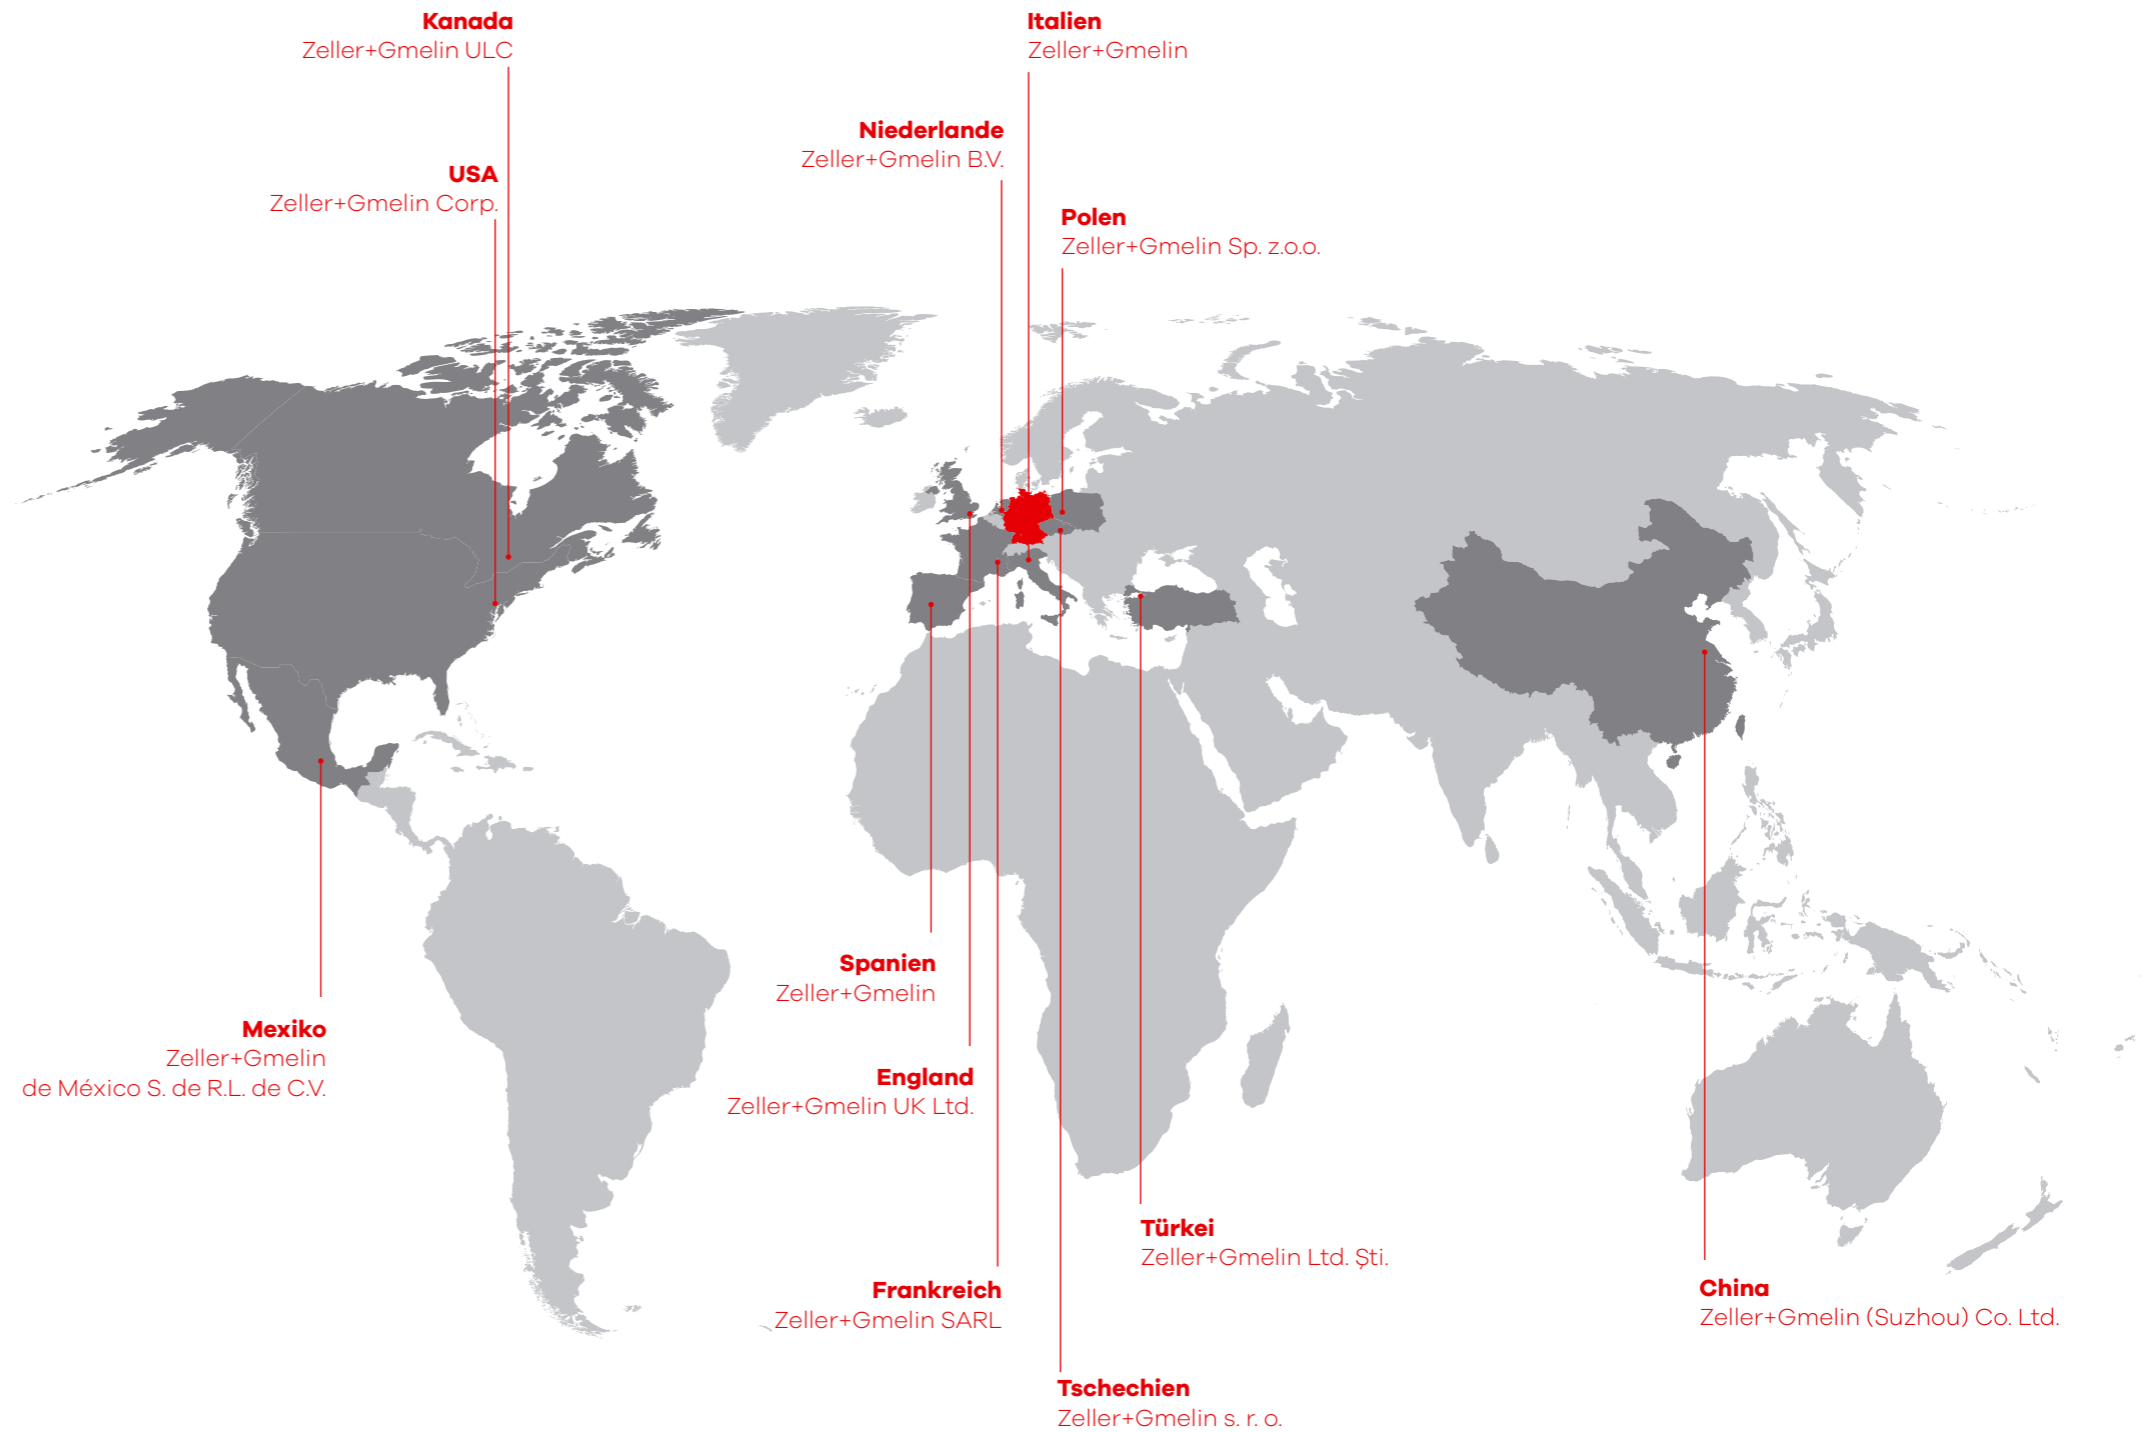 Kanada
Zeller+Gmelin ULC
Italien
Zeller+Gmelin
Niederlande
Zeller+Gmelin B.V.
USA
Zeller+Gmelin Corp.
Polen
Zeller+Gmelin Sp. z.o.o.
Spanien
Zeller+Gmelin
Mexiko
Zeller+Gmelin
de México S. de R.L. de C.V.
England
Zeller+Gmelin UK Ltd.
Türkei
Zeller+Gmelin Ltd. Şti.
Frankreich
Zeller+Gmelin SARL
China
Zeller+Gmelin (Suzhou) Co. Ltd.
Tschechien
Zeller+Gmelin s. r. o.